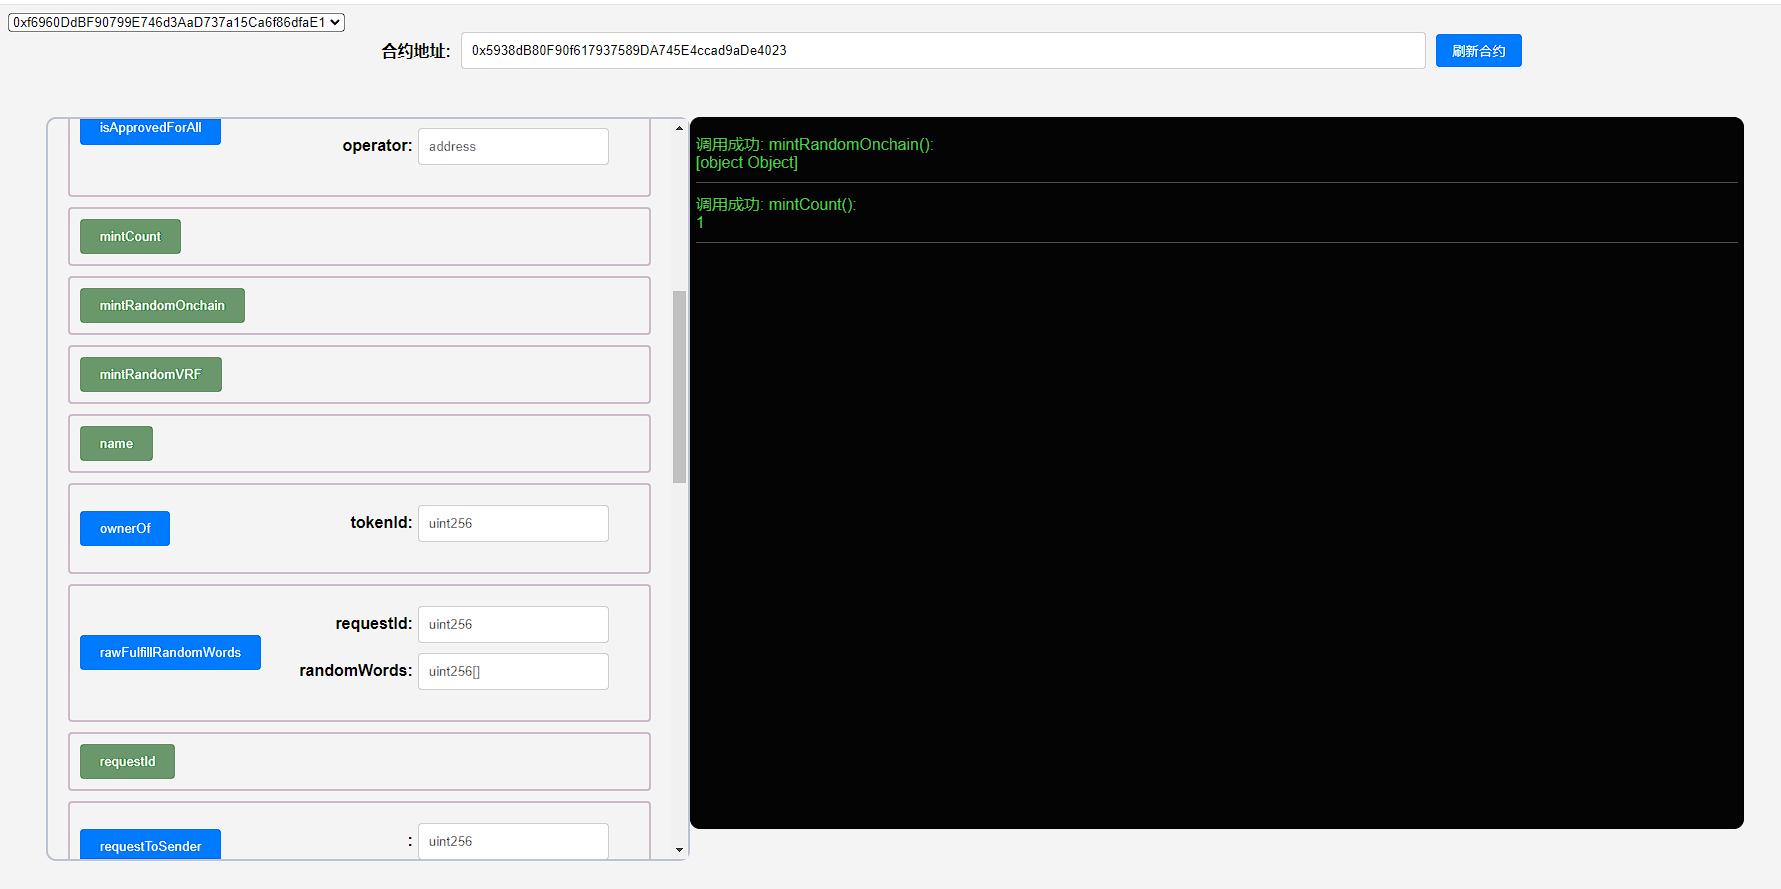 0xf6960DdBF90799E746d3AaD737a15Ca6f86dfaE1
合约地址: 0x5938dB80F90f617937589DA745E4ccad9aDe4023 刷新合约
isApprovedForAll
operator: address
mintCount
mintRandomOnchain
mintRandomVRF
name
ownerOf tokenId: uint256
requestId: uint256
rawFulfillRandomWords
randomWords: uint256[]
requestId
requestToSender : uint256
调用成功: mintRandomOnchain():
[object Object]
调用成功: mintCount():
1